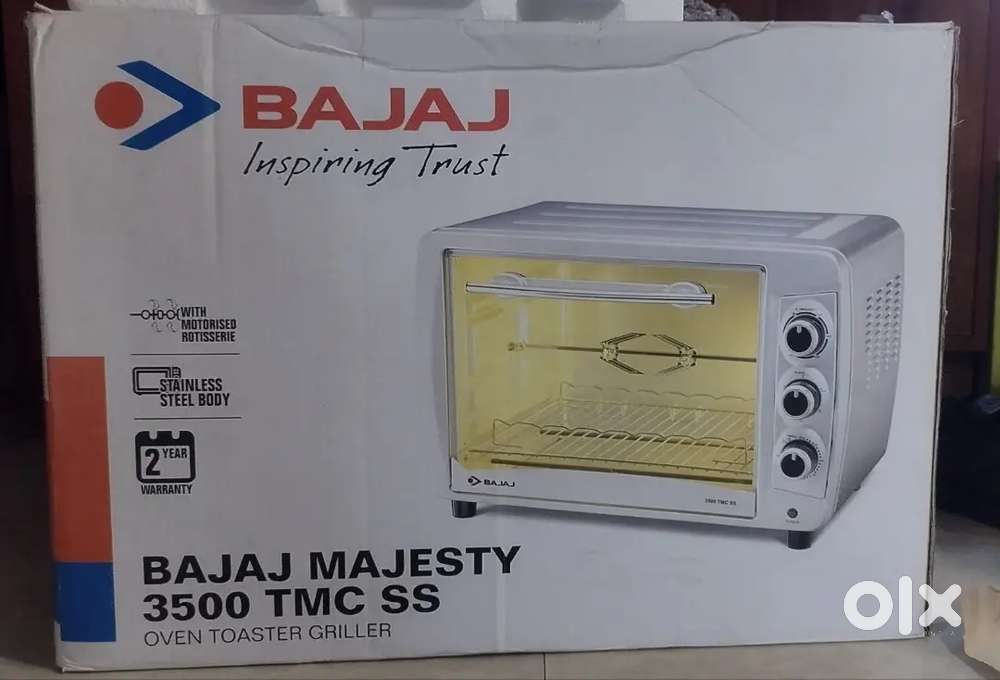 BAJAJ
Inspiring Trust
WITH
MOTORISED
ROTISSERIE
STAINLESS
STEEL BODY
2 YEAR
WARRANTY
BAJAJ
3500 TMC SS
BAJAJ MAJESTY
3500 TMC SS
OVEN TOASTER GRILLER
olx